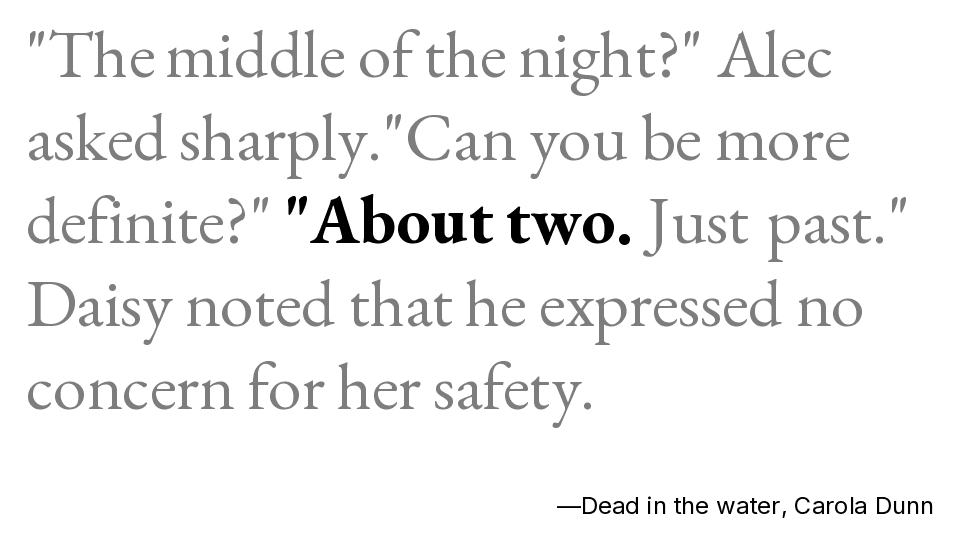 "The middle of the night?" Alec
asked sharply."Can you be more
definite?" "About two. Just past."
Daisy noted that he expressed no
concern for her safety.
—Dead in the water, Carola Dunn